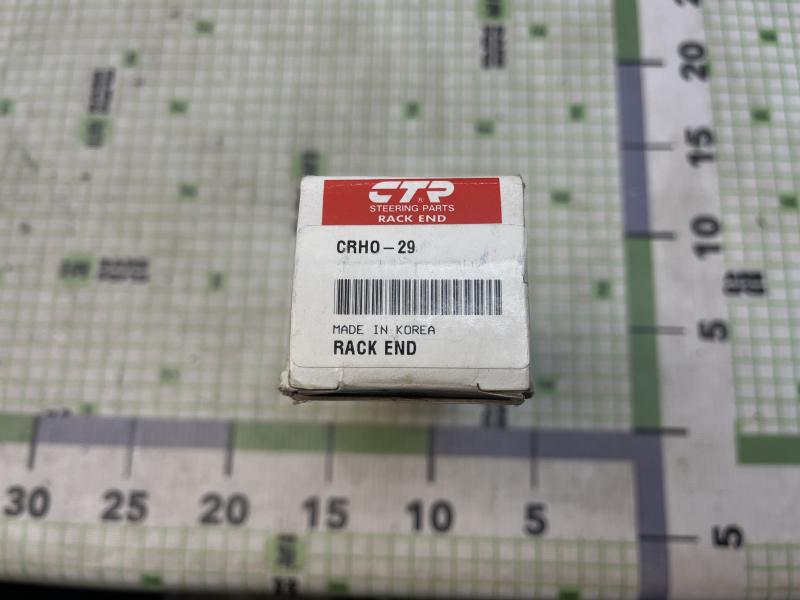 CTR®
STEERING PARTS
RACK END
CRHO-29
MADE IN KOREA
RACK END
20
15
10
5
30 25 20 15 10 5
5